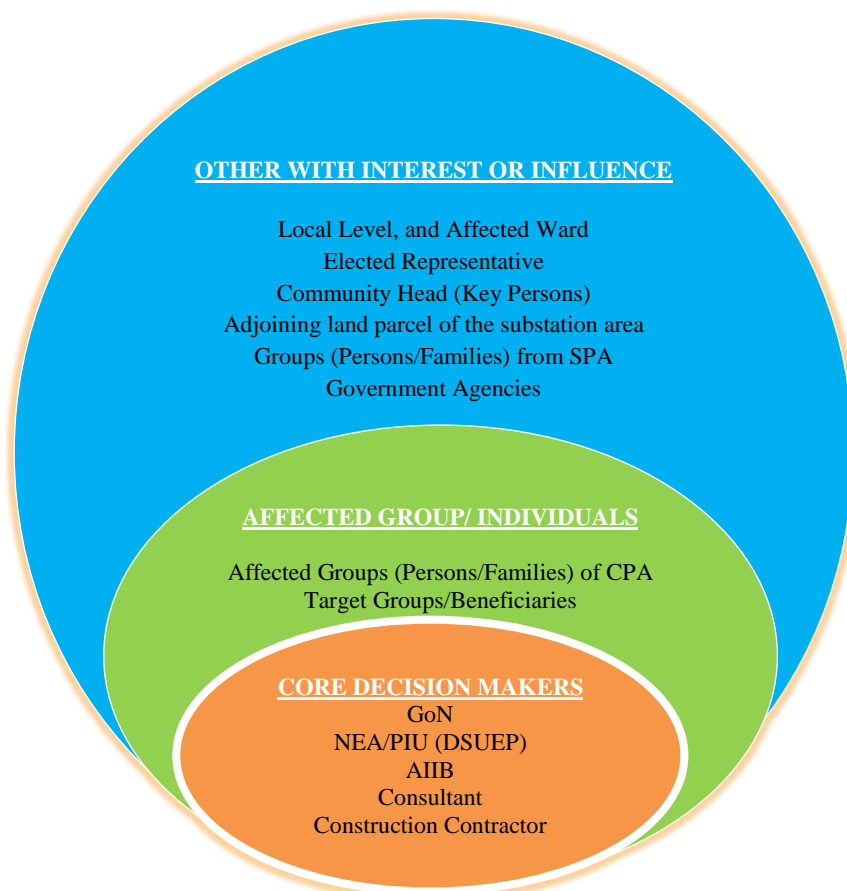 OTHER WITH INTEREST OR INFLUENCE
Local Level, and Affected Ward
Elected Representative
Community Head (Key Persons)
Adjoining land parcel of the substation area
Groups (Persons/Families) from SPA
Government Agencies
AFFECTED GROUP/ INDIVIDUALS
Affected Groups (Persons/Families) of CPA
Target Groups/Beneficiaries
CORE DECISION MAKERS
GoN
NEA/PIU (DSUEP)
AIIB
Consultant
Construction Contractor